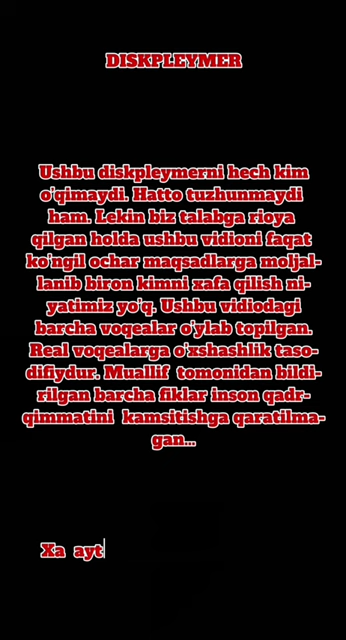 DISKPLEYMER
Ushbu diskpleymerni hech kim
o'qimaydi. Hatto tuzhunmaydi
ham. Lekin biz talabga rioya
qilgan holda ushbu vidioni faqat
ko'ngil ochar maqsadlarga moljal-
lanib biron kimni xafa qilish ni-
yatimiz yo'q. Ushbu vidiodagi
barcha voqealar o'ylab topilgan.
Real voqealarga o'xshashlik taso-
difiydur. Muallif tomonidan bildi-
rilgan barcha fiklar inson qadr-
qimmatini kamsitishga qaratilma-
gan...
Xa ayt